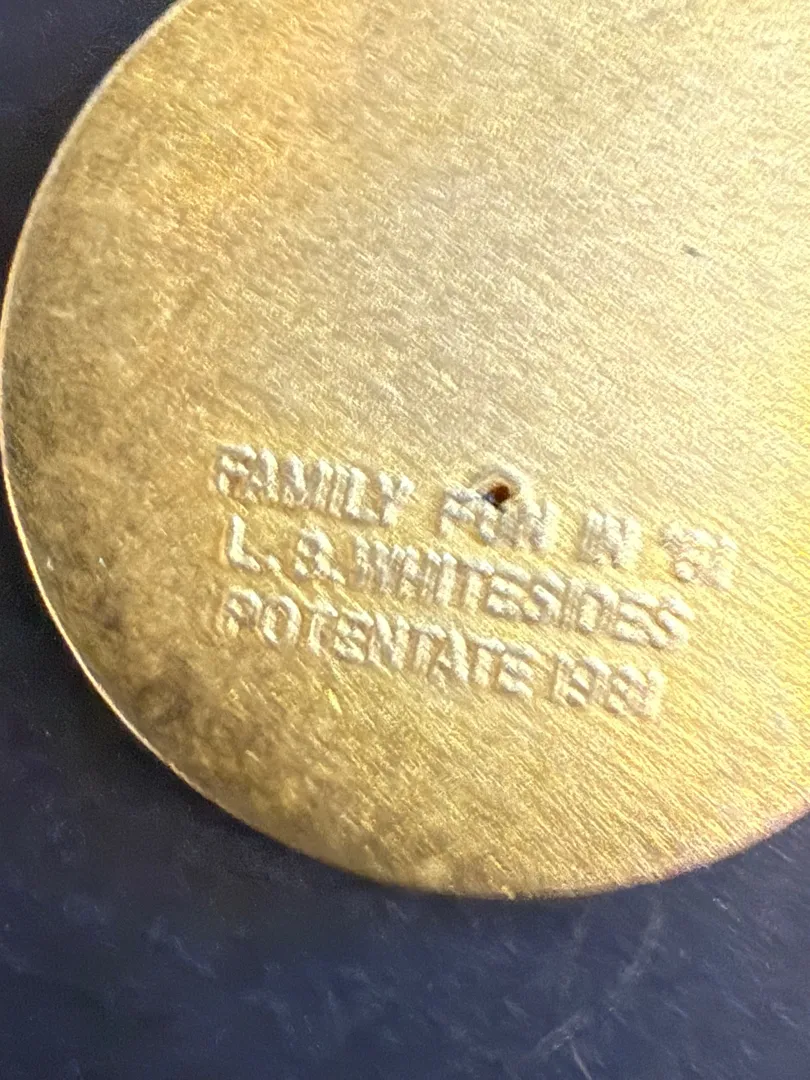 FAMILY FUN IN '81
L. S. WHITESIDES
POTENTATE 1981